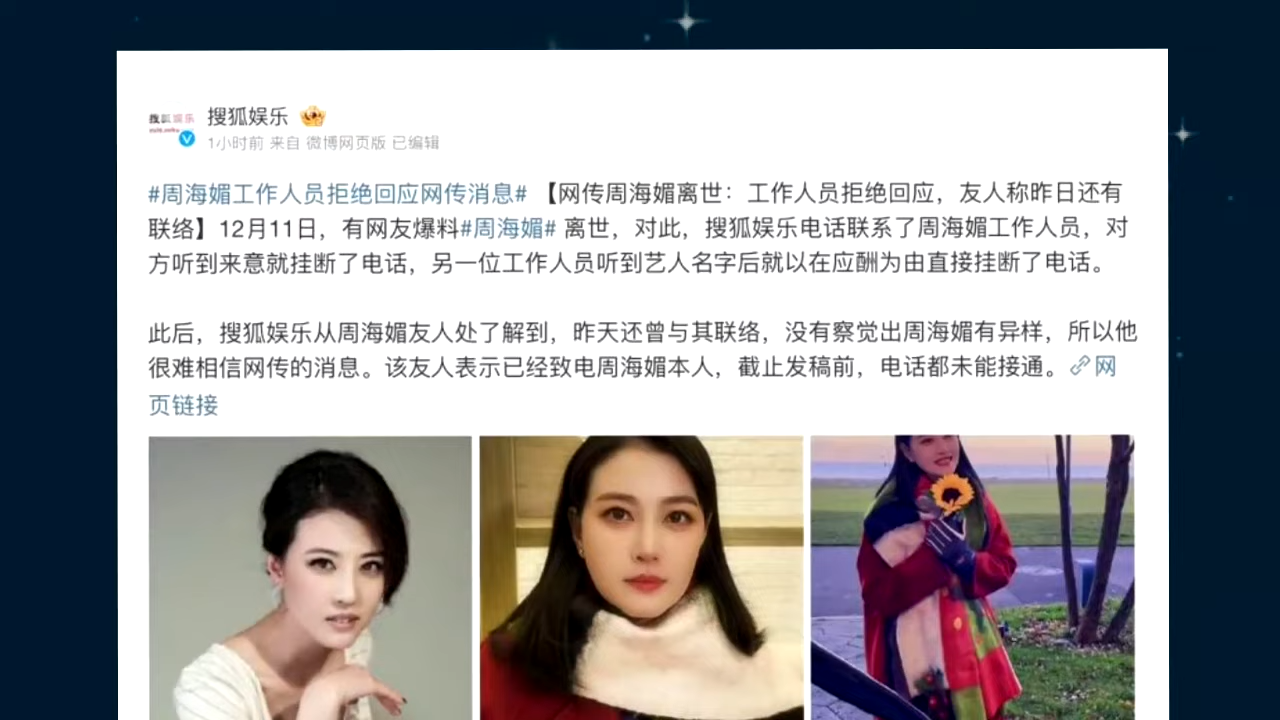 搜狐娱乐
搜狐娱乐
1小时前 来自 微博网页版 已编辑
#周海媚工作人员拒绝回应网传消息# 【网传周海媚离世：工作人员拒绝回应，友人称昨日还有
联络】12月11日，有网友爆料#周海媚# 离世，对此，搜狐娱乐电话联系了周海媚工作人员，对
方听到来意就挂断了电话，另一位工作人员听到艺人名字后就以在应酬为由直接挂断了电话。
此后，搜狐娱乐从周海媚友人处了解到，昨天还曾与其联络，没有察觉出周海媚有异样，所以他
很难相信网传的消息。该友人表示已经致电周海媚本人，截止发稿前，电话都未能接通。网
页链接